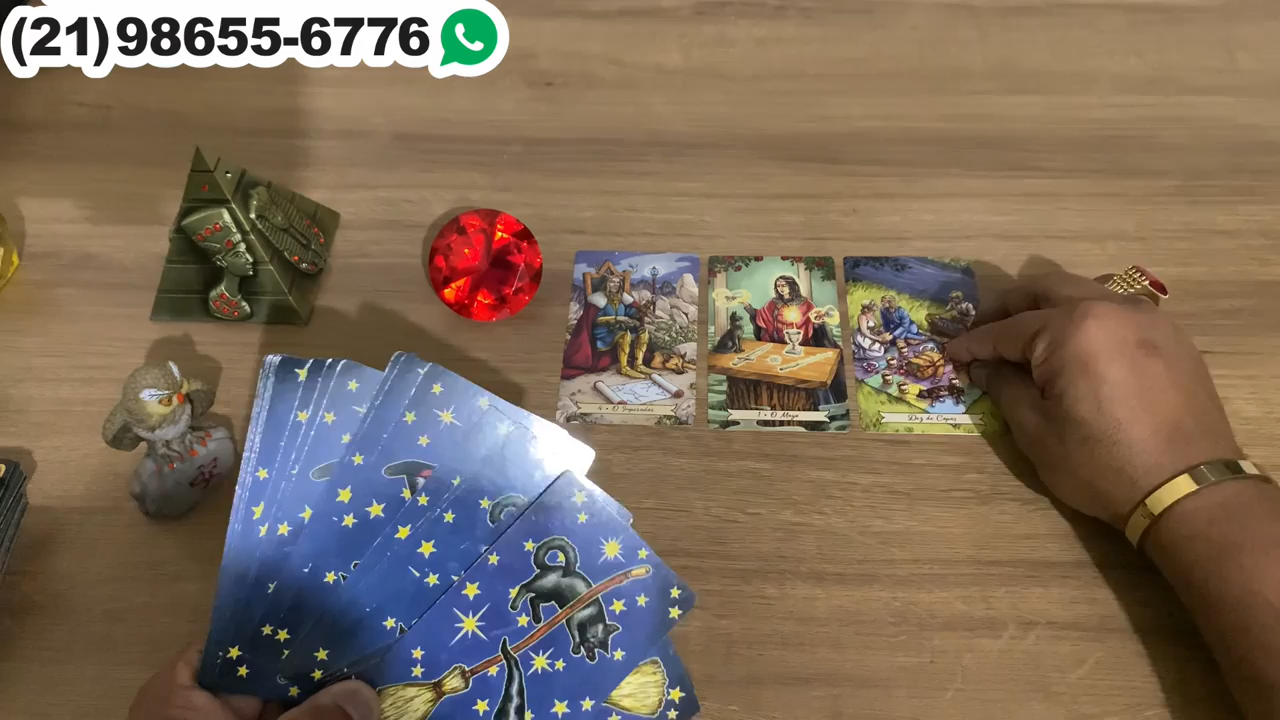 (21)98655-6776
4 • O Imperador
1 • O Mago
Dez de Copas